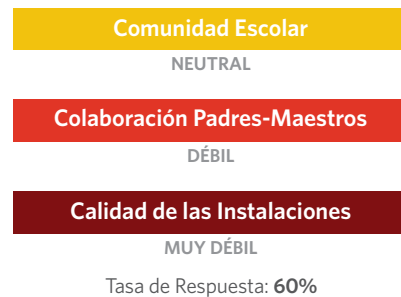 Comunidad Escolar
NEUTRAL
Colaboración Padres-Maestros
DÉBIL
Calidad de las Instalaciones
MUY DÉBIL
Tasa de Respuesta: 60%